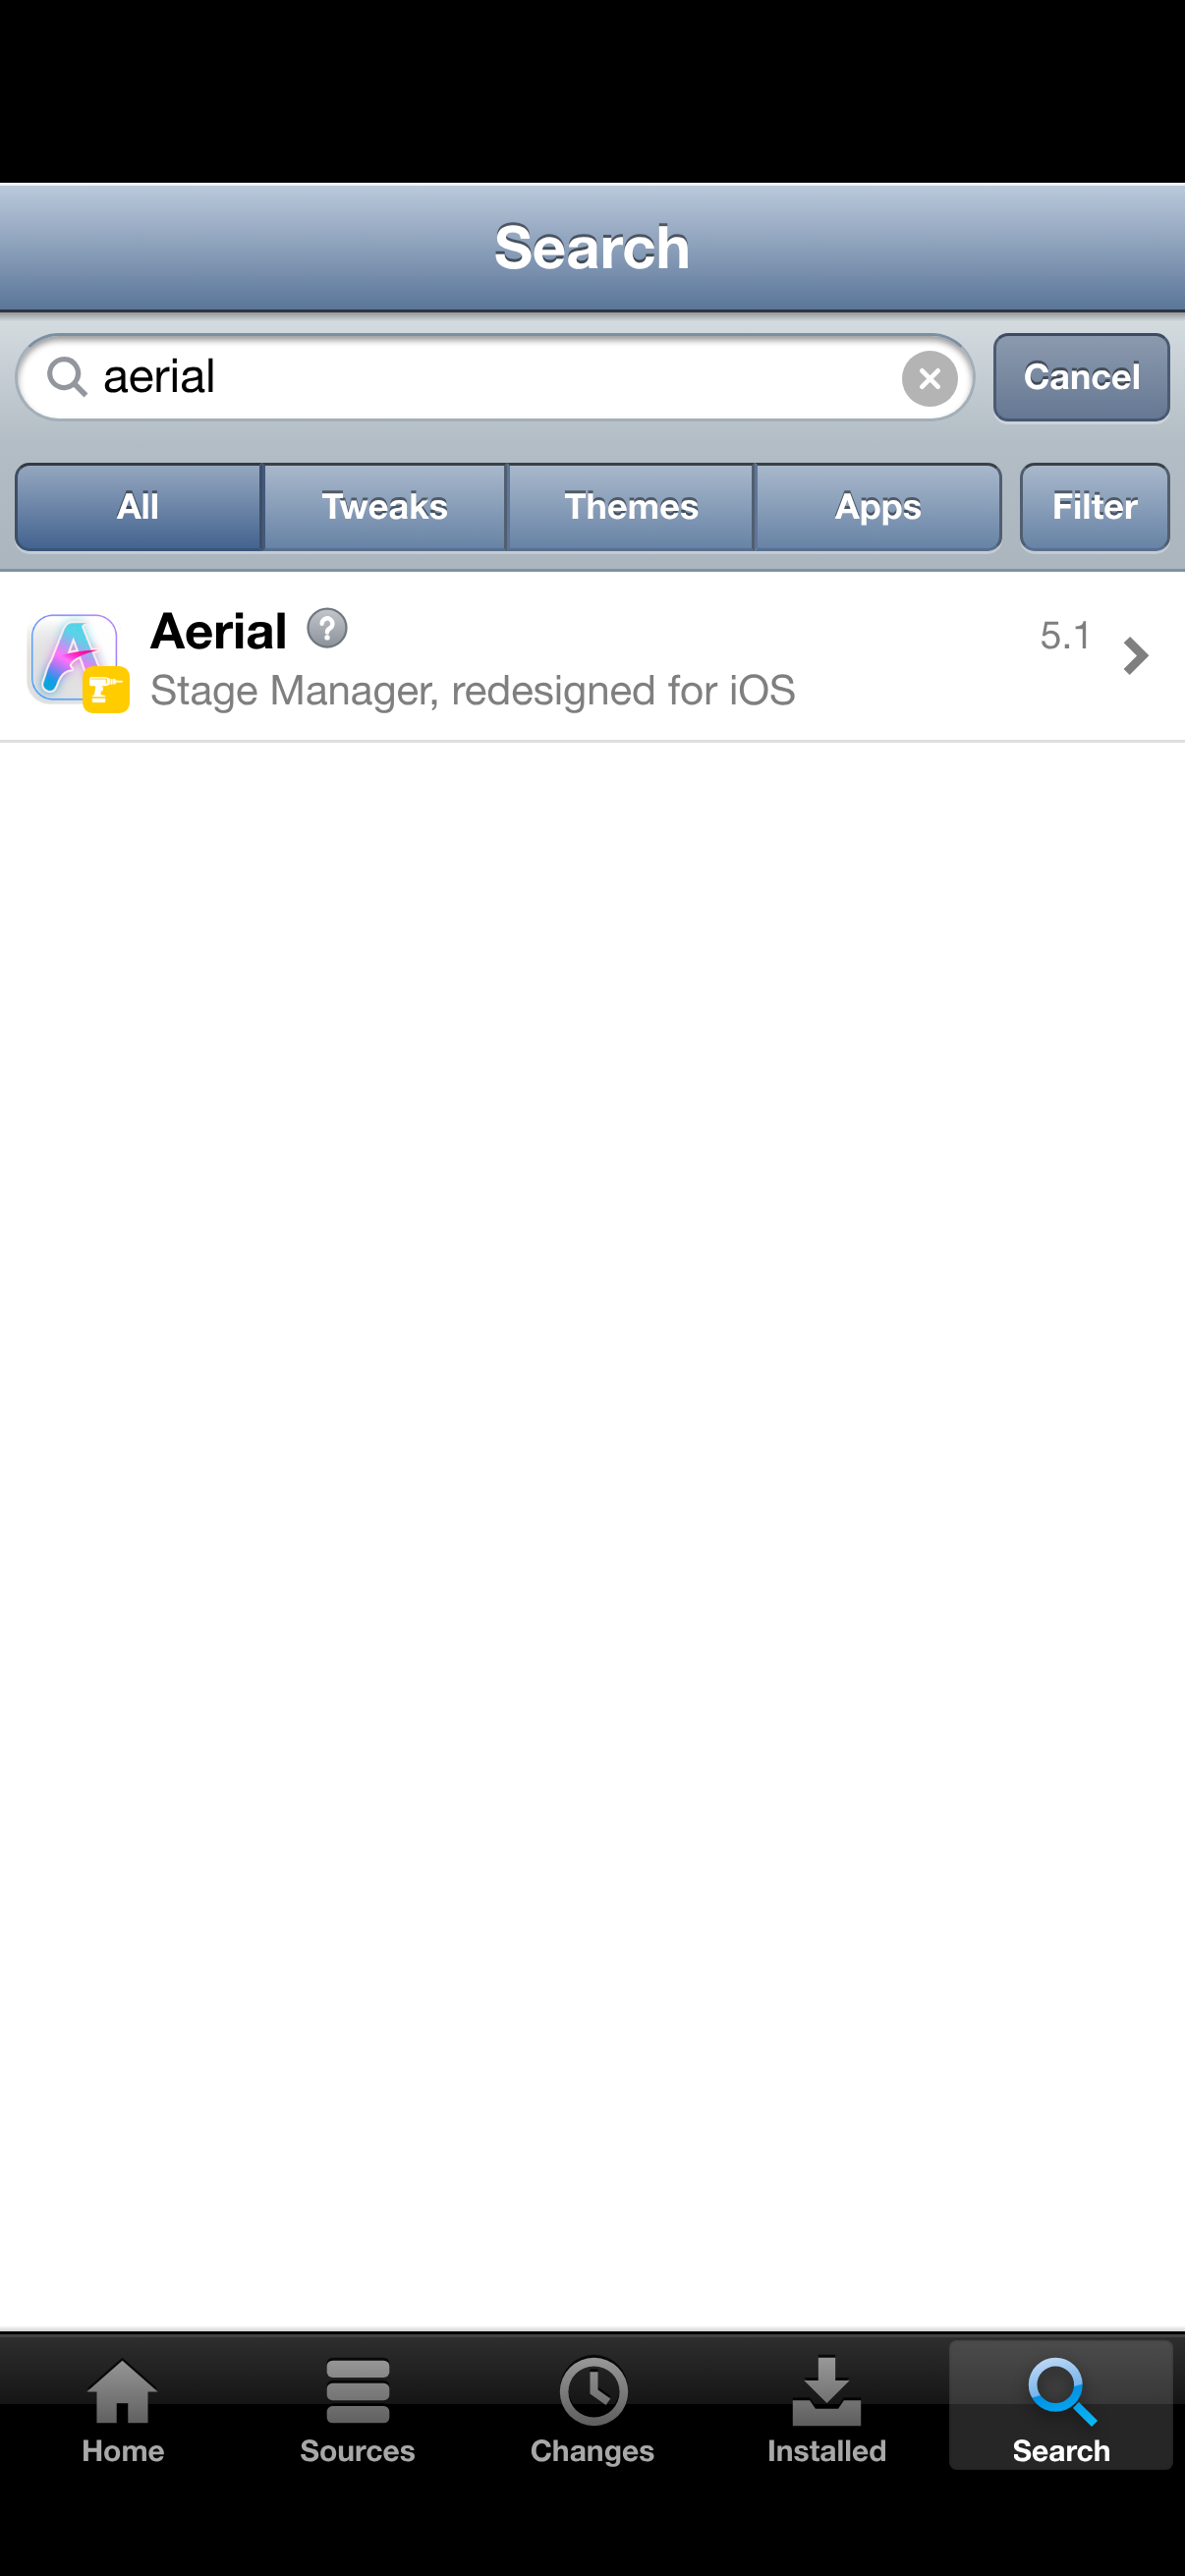 Search
aerial
Cancel
All
Tweaks
Themes
Apps
Filter
Aerial ?
5.1
Stage Manager, redesigned for iOS
Home
Sources
Changes
Installed
Search